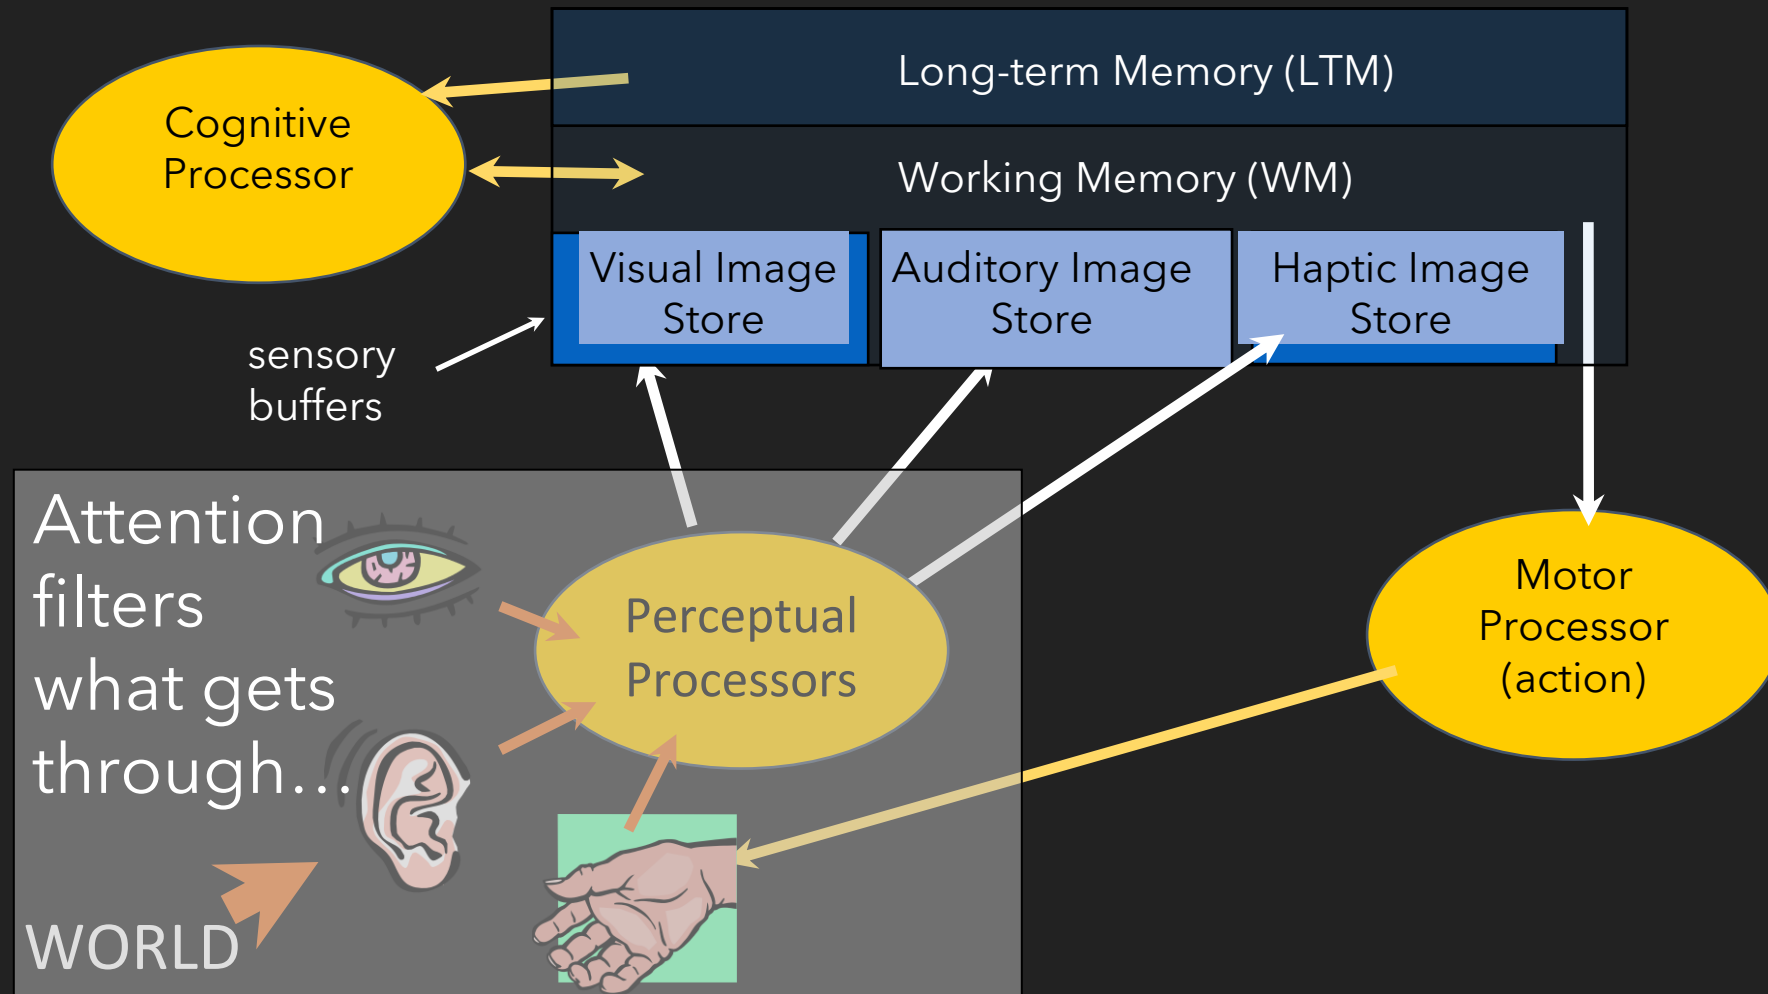 Long-term Memory (LTM)
Cognitive
Processor
Working Memory (WM)
Visual Image
Store
Auditory Image
Store
Haptic Image
Store
sensory
buffers
Attention
filters
what gets
through…
Perceptual
Processors
Motor
Processor
(action)
WORLD